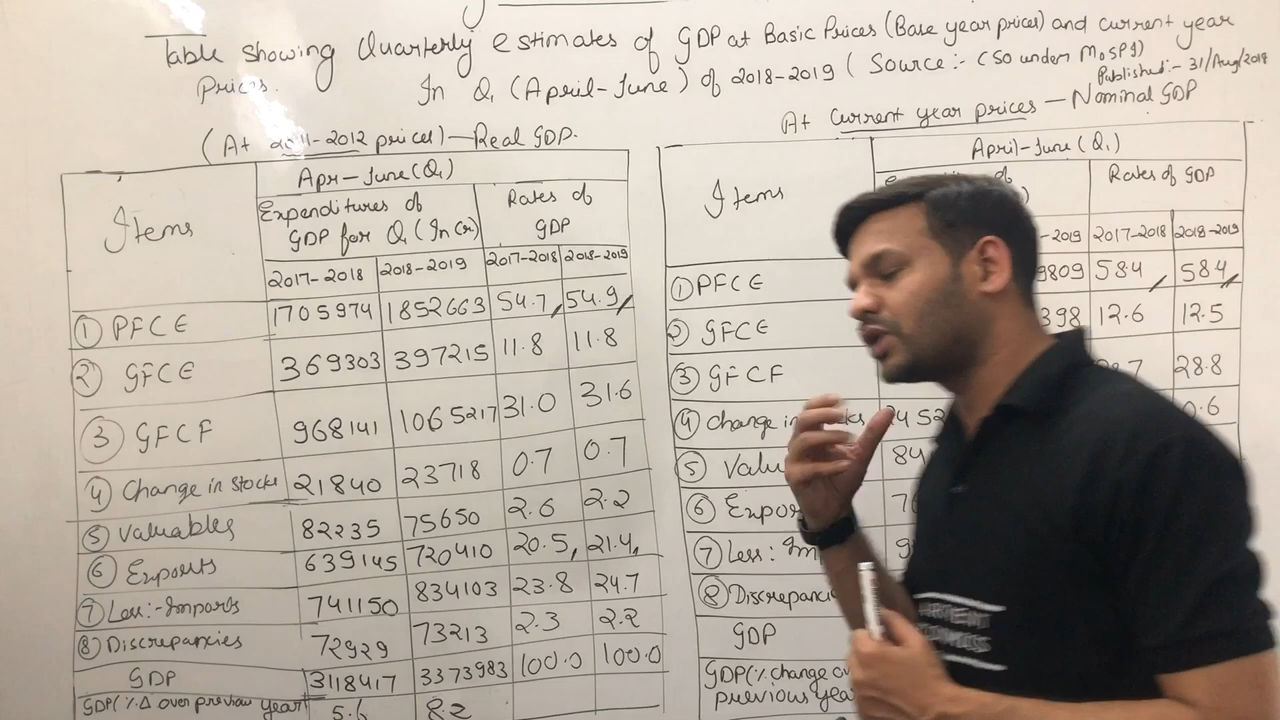 Table showing Quarterly estimates of GDP at Basic Prices (Base year prices) and current year
Prices. In Q1 (April-June) of 2018-2019 (Source:- CSO under MoSPI)
Published:- 31/Aug/2018
(At 2011-2012 prices)—Real GDP.
Items
Apr-June (Q1)
Expenditures of GDP for Q1 (In Cr)
Rates of GDP
2017-2018 2018-2019 2017-2018 2018-2019
① PFCE 1705974 1852663 54.7 54.9
② GFCE 369303 397215 11.8 11.8
③ GFCF 968141 1065217 31.0 31.6
④ Change in stocks 21840 23718 0.7 0.7
⑤ Valuables 82235 75650 2.6 2.2
⑥ Exports 639145 720410 20.5 21.4
⑦ Less:-Imports 741150 834103 23.8 24.7
⑧ Discrepancies 72929 73213 2.3 2.2
GDP 3118417 3373983 100.0 100.0
GDP(%Δ over previous year) 5.6 8.2
At Current year prices — Nominal GDP
Items
April-June (Q1)
Rates of GDP
-2019 2017-2018 2018-2019
① PFCE 9809 584 584
② GFCE 398 12.6 12.5
③ GFCF 28.8
④ Change in
⑤ Valu 84
⑥ Expo
⑦ Less: Im
⑧ Discrepanci
GDP
GDP(% change ov
previous yea